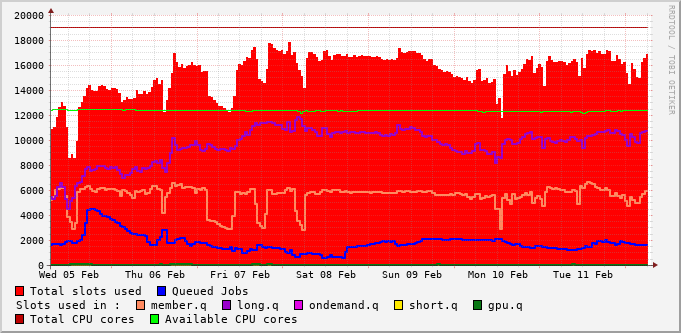 RRDTOOL / TOBI OETIKER
20000
18000
16000
14000
12000
10000
8000
6000
4000
2000
0
Wed 05 Feb Thu 06 Feb Fri 07 Feb Sat 08 Feb Sun 09 Feb Mon 10 Feb Tue 11 Feb
Total slots used Queued Jobs
Slots used in : member.q long.q ondemand.q short.q gpu.q
Total CPU cores Available CPU cores